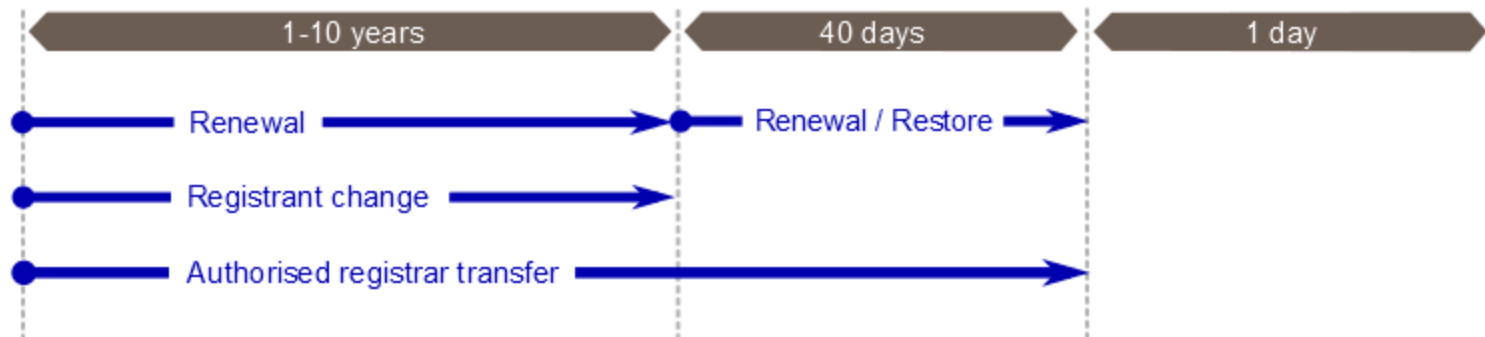 1-10 years 40 days 1 day
Renewal Renewal / Restore
Registrant change
Authorised registrar transfer